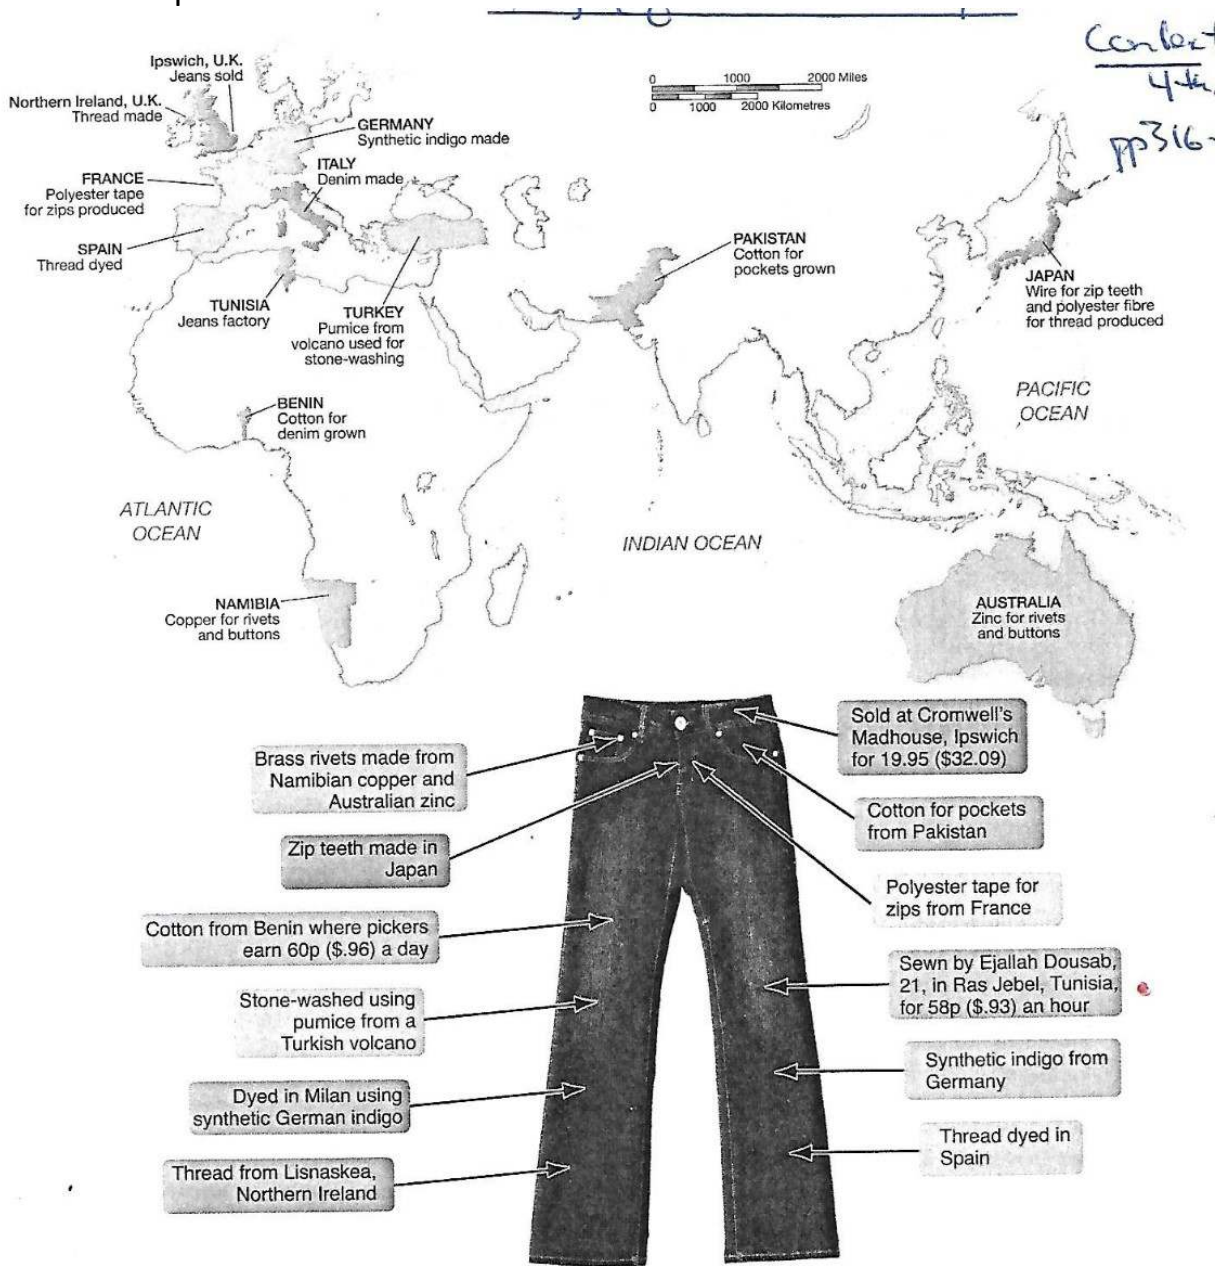 Context
4th
pp316-
0 1000 2000 Miles
0 1000 2000 Kilometres
Ipswich, U.K.
Jeans sold
Northern Ireland, U.K.
Thread made
GERMANY
Synthetic indigo made
ITALY
Denim made
FRANCE
Polyester tape
for zips produced
SPAIN
Thread dyed
TUNISIA
Jeans factory
TURKEY
Pumice from
volcano used for
stone-washing
PAKISTAN
Cotton for
pockets grown
JAPAN
Wire for zip teeth
and polyester fibre
for thread produced
BENIN
Cotton for
denim grown
PACIFIC
OCEAN
ATLANTIC
OCEAN
INDIAN OCEAN
NAMIBIA
Copper for rivets
and buttons
AUSTRALIA
Zinc for rivets
and buttons
Brass rivets made from
Namibian copper and
Australian zinc
Zip teeth made in
Japan
Cotton from Benin where pickers
earn 60p ($.96) a day
Stone-washed using
pumice from a
Turkish volcano
Dyed in Milan using
synthetic German indigo
Thread from Lisnaskea,
Northern Ireland
Sold at Cromwell's
Madhouse, Ipswich
for 19.95 ($32.09)
Cotton for pockets
from Pakistan
Polyester tape for
zips from France
Sewn by Ejallah Dousab,
21, in Ras Jebel, Tunisia,
for 58p ($.93) an hour
Synthetic indigo from
Germany
Thread dyed in
Spain